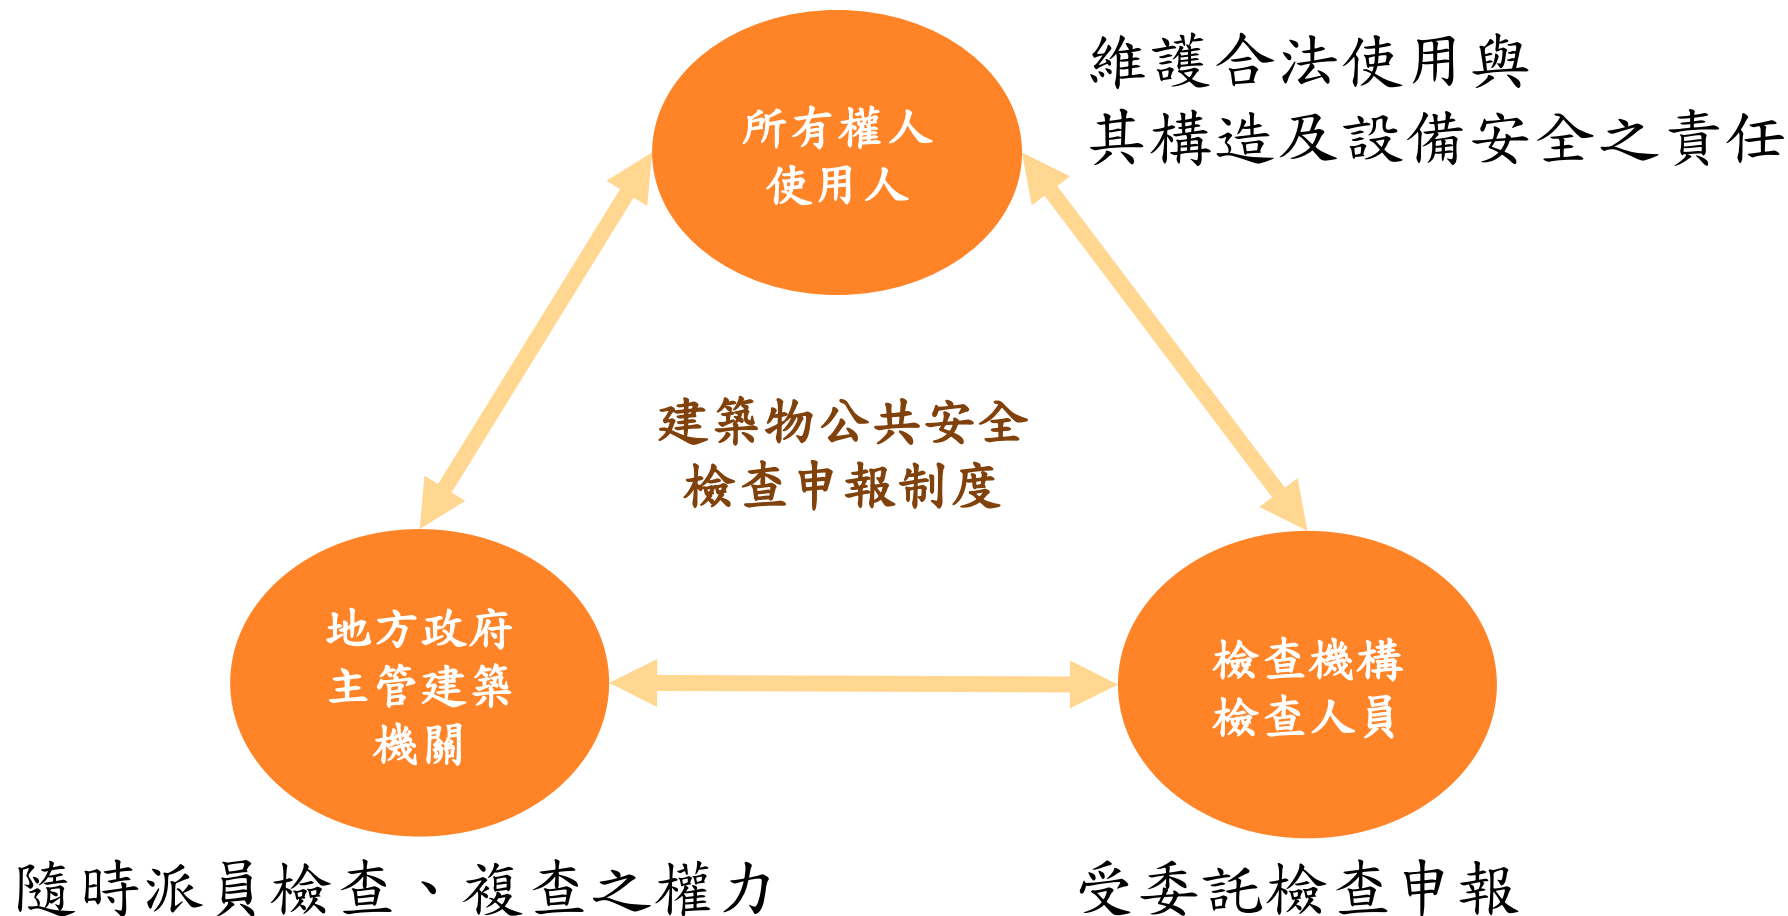 維護合法使用與
其構造及設備安全之責任
所有權人
使用人
建築物公共安全
檢查申報制度
地方政府
主管建築
機關
檢查機構
檢查人員
隨時派員檢查、複查之權力
受委託檢查申報